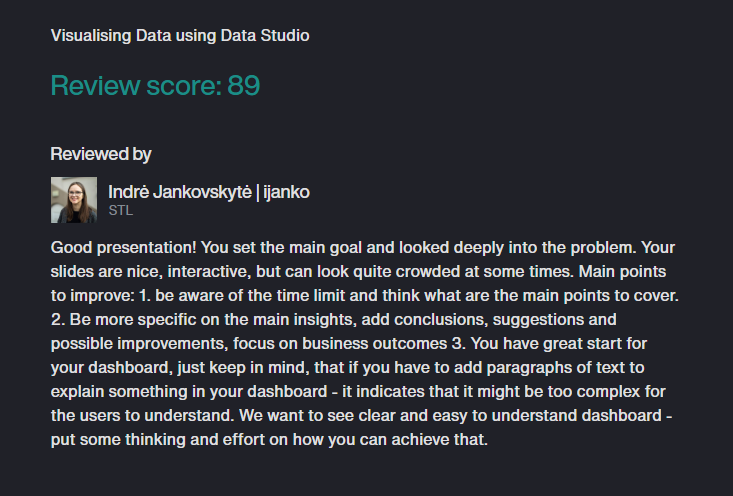 Visualising Data using Data Studio
Review score: 89
Reviewed by
Indrė Jankovskytė | ijanko
STL
Good presentation! You set the main goal and looked deeply into the problem. Your
slides are nice, interactive, but can look quite crowded at some times. Main points
to improve: 1. be aware of the time limit and think what are the main points to cover.
2. Be more specific on the main insights, add conclusions, suggestions and
possible improvements, focus on business outcomes 3. You have great start for
your dashboard, just keep in mind, that if you have to add paragraphs of text to
explain something in your dashboard - it indicates that it might be too complex for
the users to understand. We want to see clear and easy to understand dashboard -
put some thinking and effort on how you can achieve that.